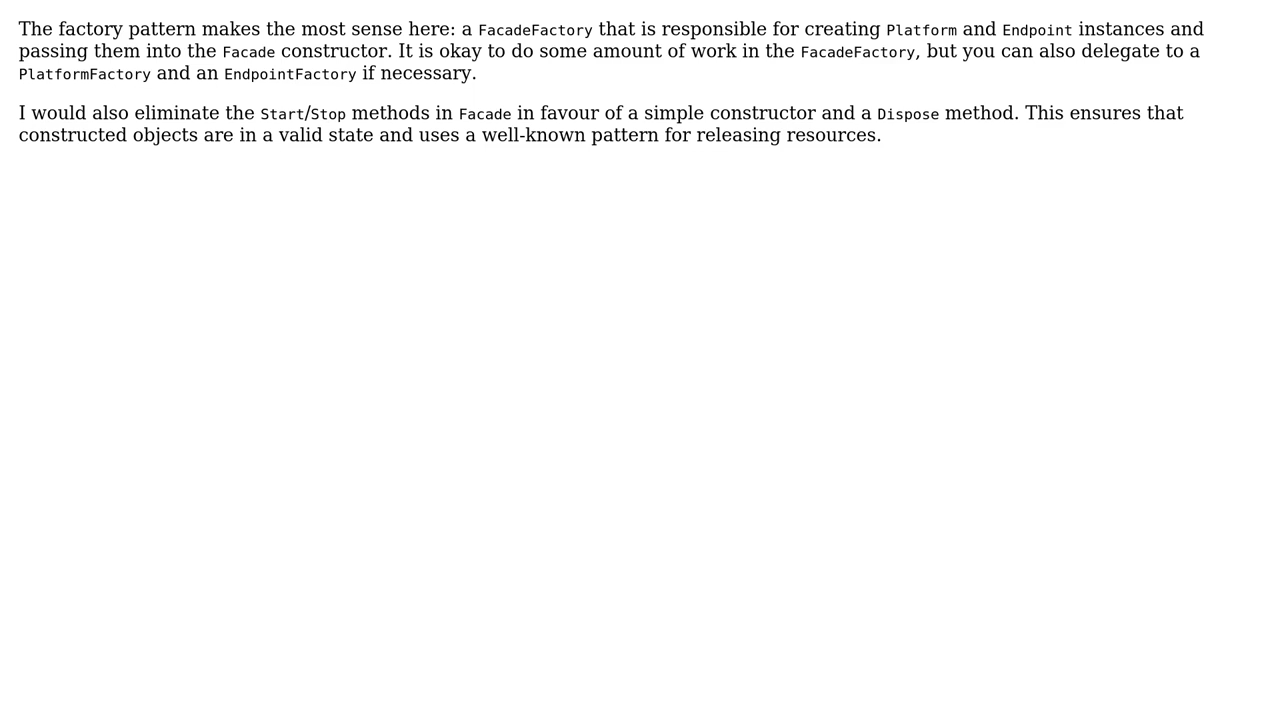 The factory pattern makes the most sense here: a FacadeFactory that is responsible for creating Platform and Endpoint instances and
passing them into the Facade constructor. It is okay to do some amount of work in the FacadeFactory, but you can also delegate to a
PlatformFactory and an EndpointFactory if necessary.
I would also eliminate the Start/Stop methods in Facade in favour of a simple constructor and a Dispose method. This ensures that
constructed objects are in a valid state and uses a well-known pattern for releasing resources.